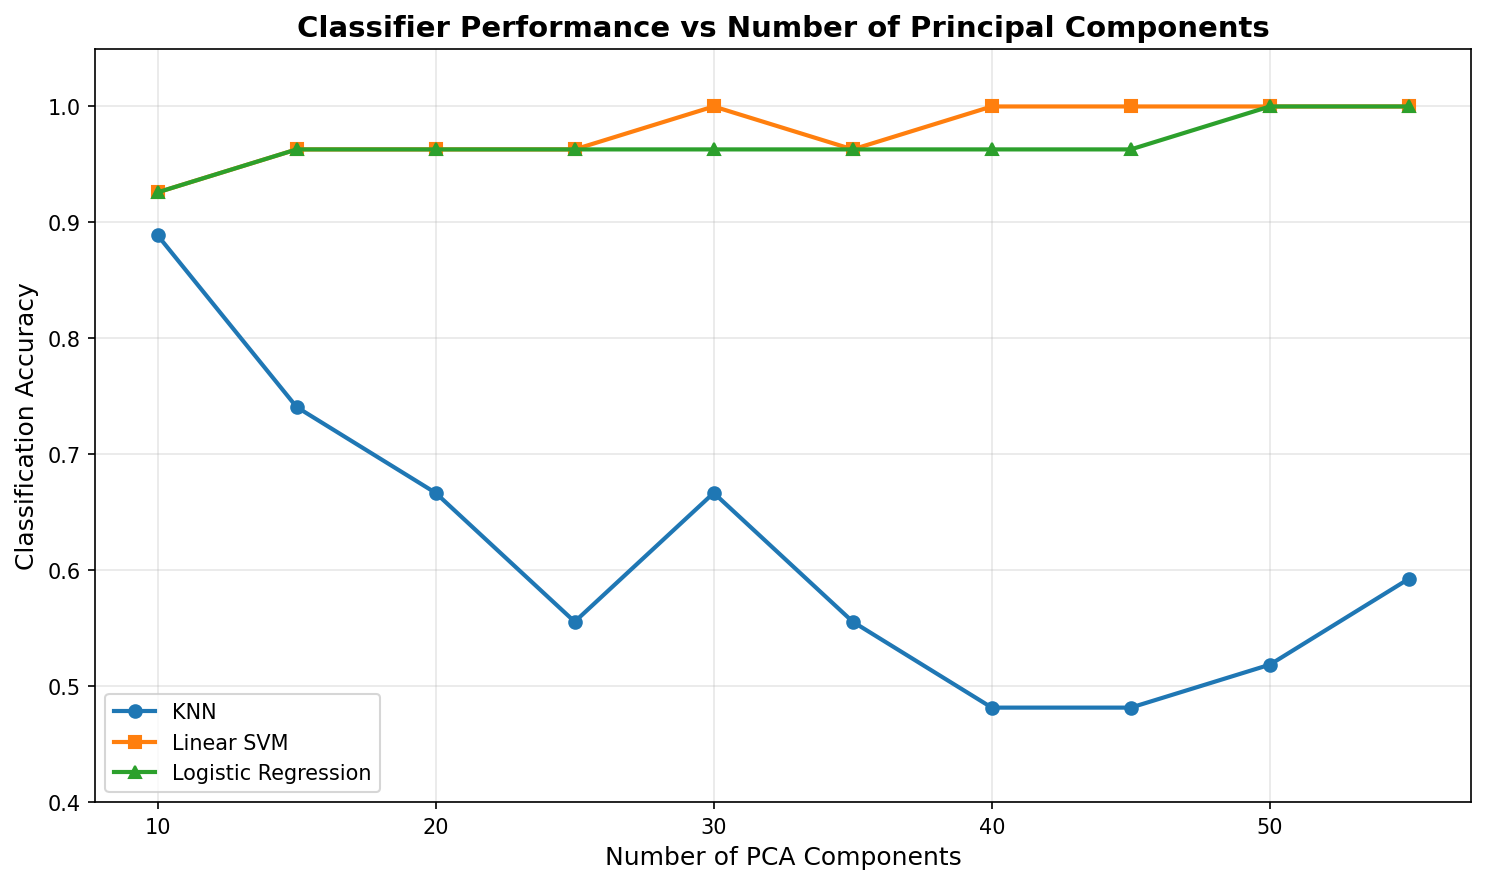 Classifier Performance vs Number of Principal Components
Classification Accuracy
1.0
0.9
0.8
0.7
0.6
0.5
0.4
KNN
Linear SVM
Logistic Regression
10
20
30
40
50
Number of PCA Components